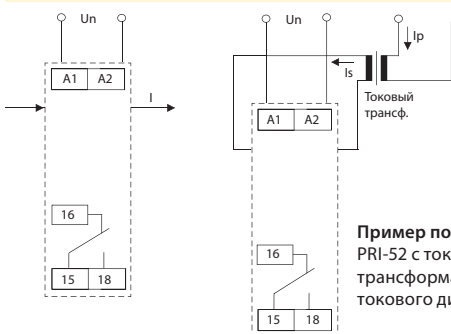 Un
A1 A2
I
16
15 18
Un
Ip
Is
Токовый
трансф.
A1 A2
16
15 18
Пример по
PRI-52 с ток
трансформа
токового ди